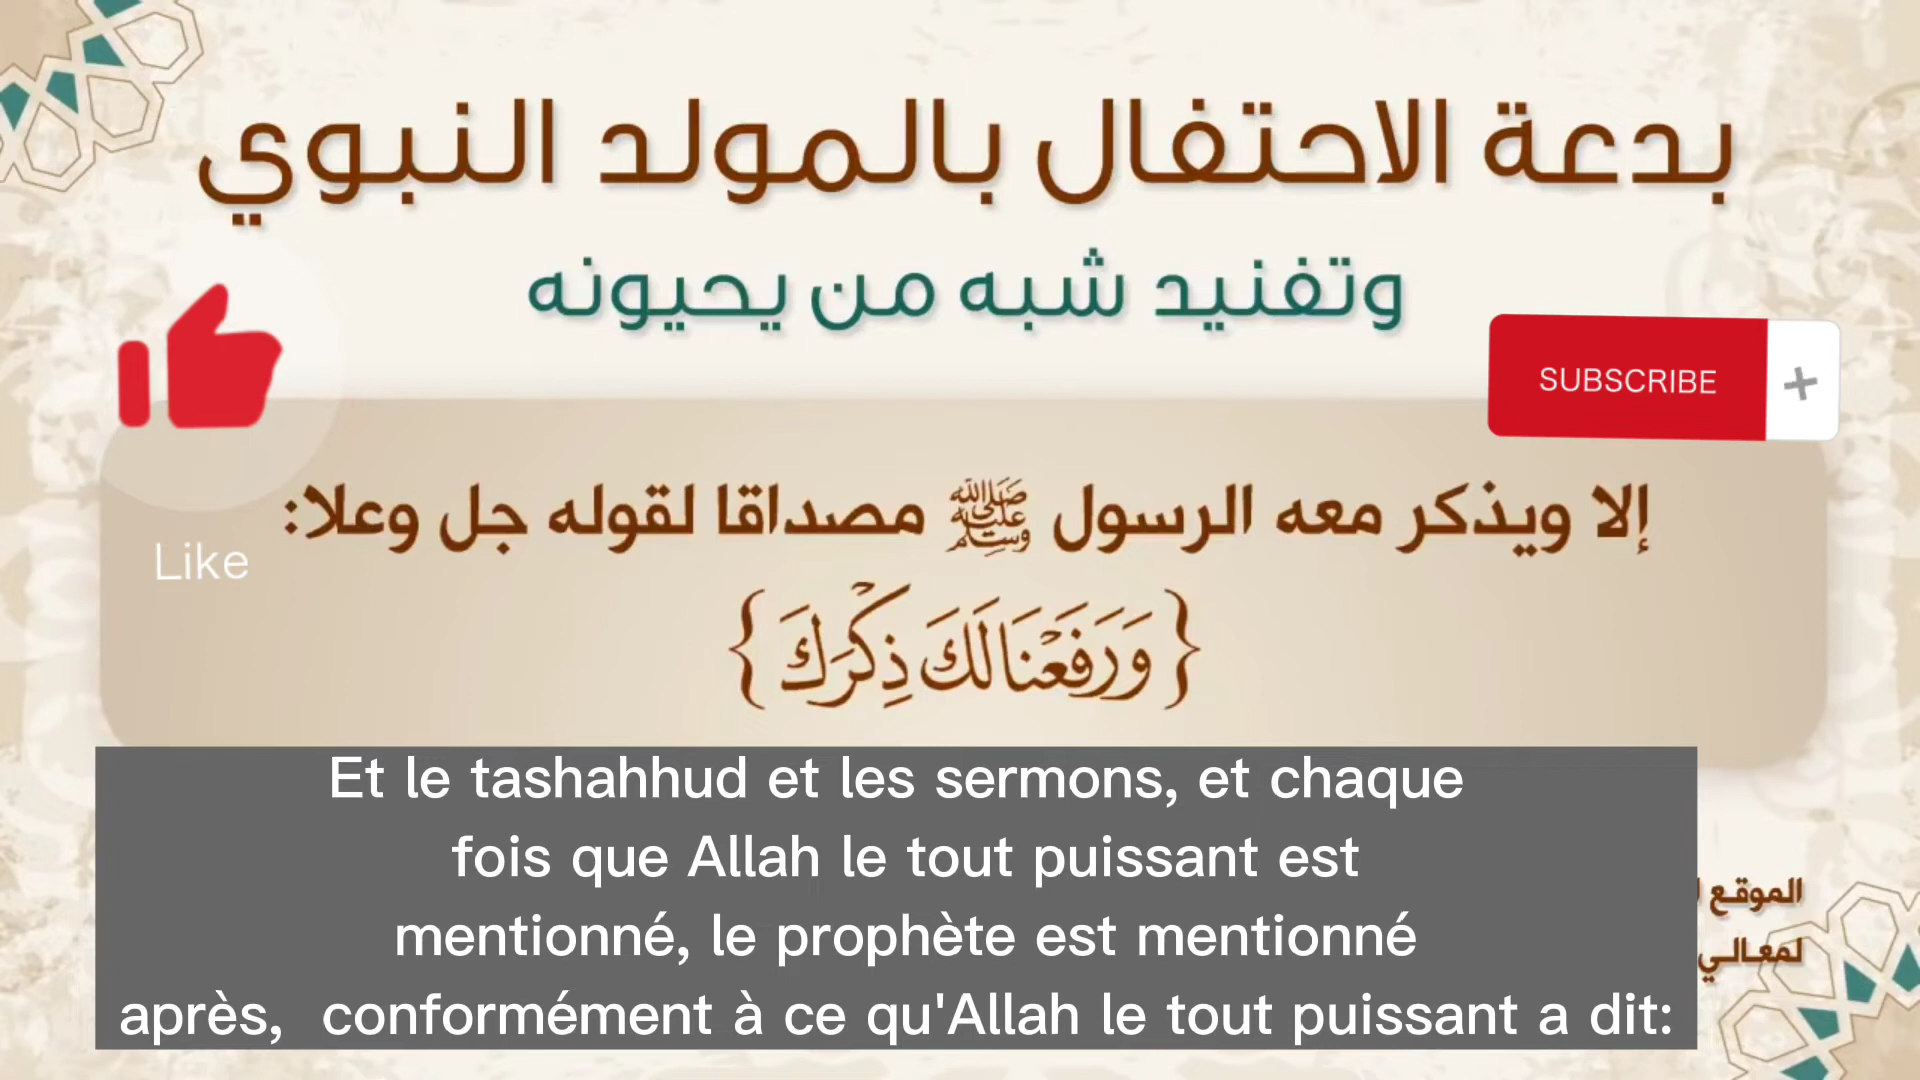 بدعة الاحتفال بالمولد النبوي
وتفنيد شبه من يحيونه
SUBSCRIBE
إلا ويذكر معه الرسول ﷺ مصداقا لقوله جل وعلا:
Like
{وَرَفَعْنَا لَكَ ذِكْرَكَ}
Et le tashahhud et les sermons, et chaque
fois que Allah le tout puissant est
mentionné, le prophète est mentionné
après, conformément à ce qu'Allah le tout puissant a dit:
الموقع
لمعالي